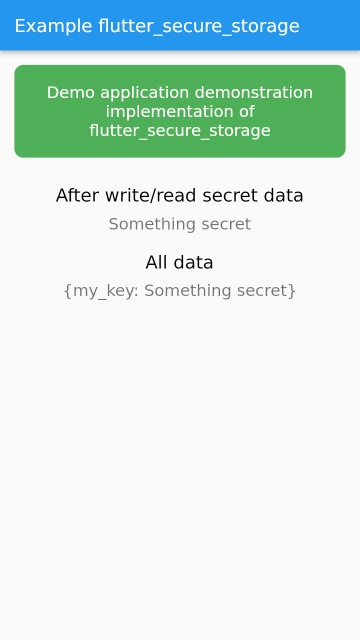 Example flutter_secure_storage
Demo application demonstration
implementation of
flutter_secure_storage
After write/read secret data
Something secret
All data
{my_key: Something secret}